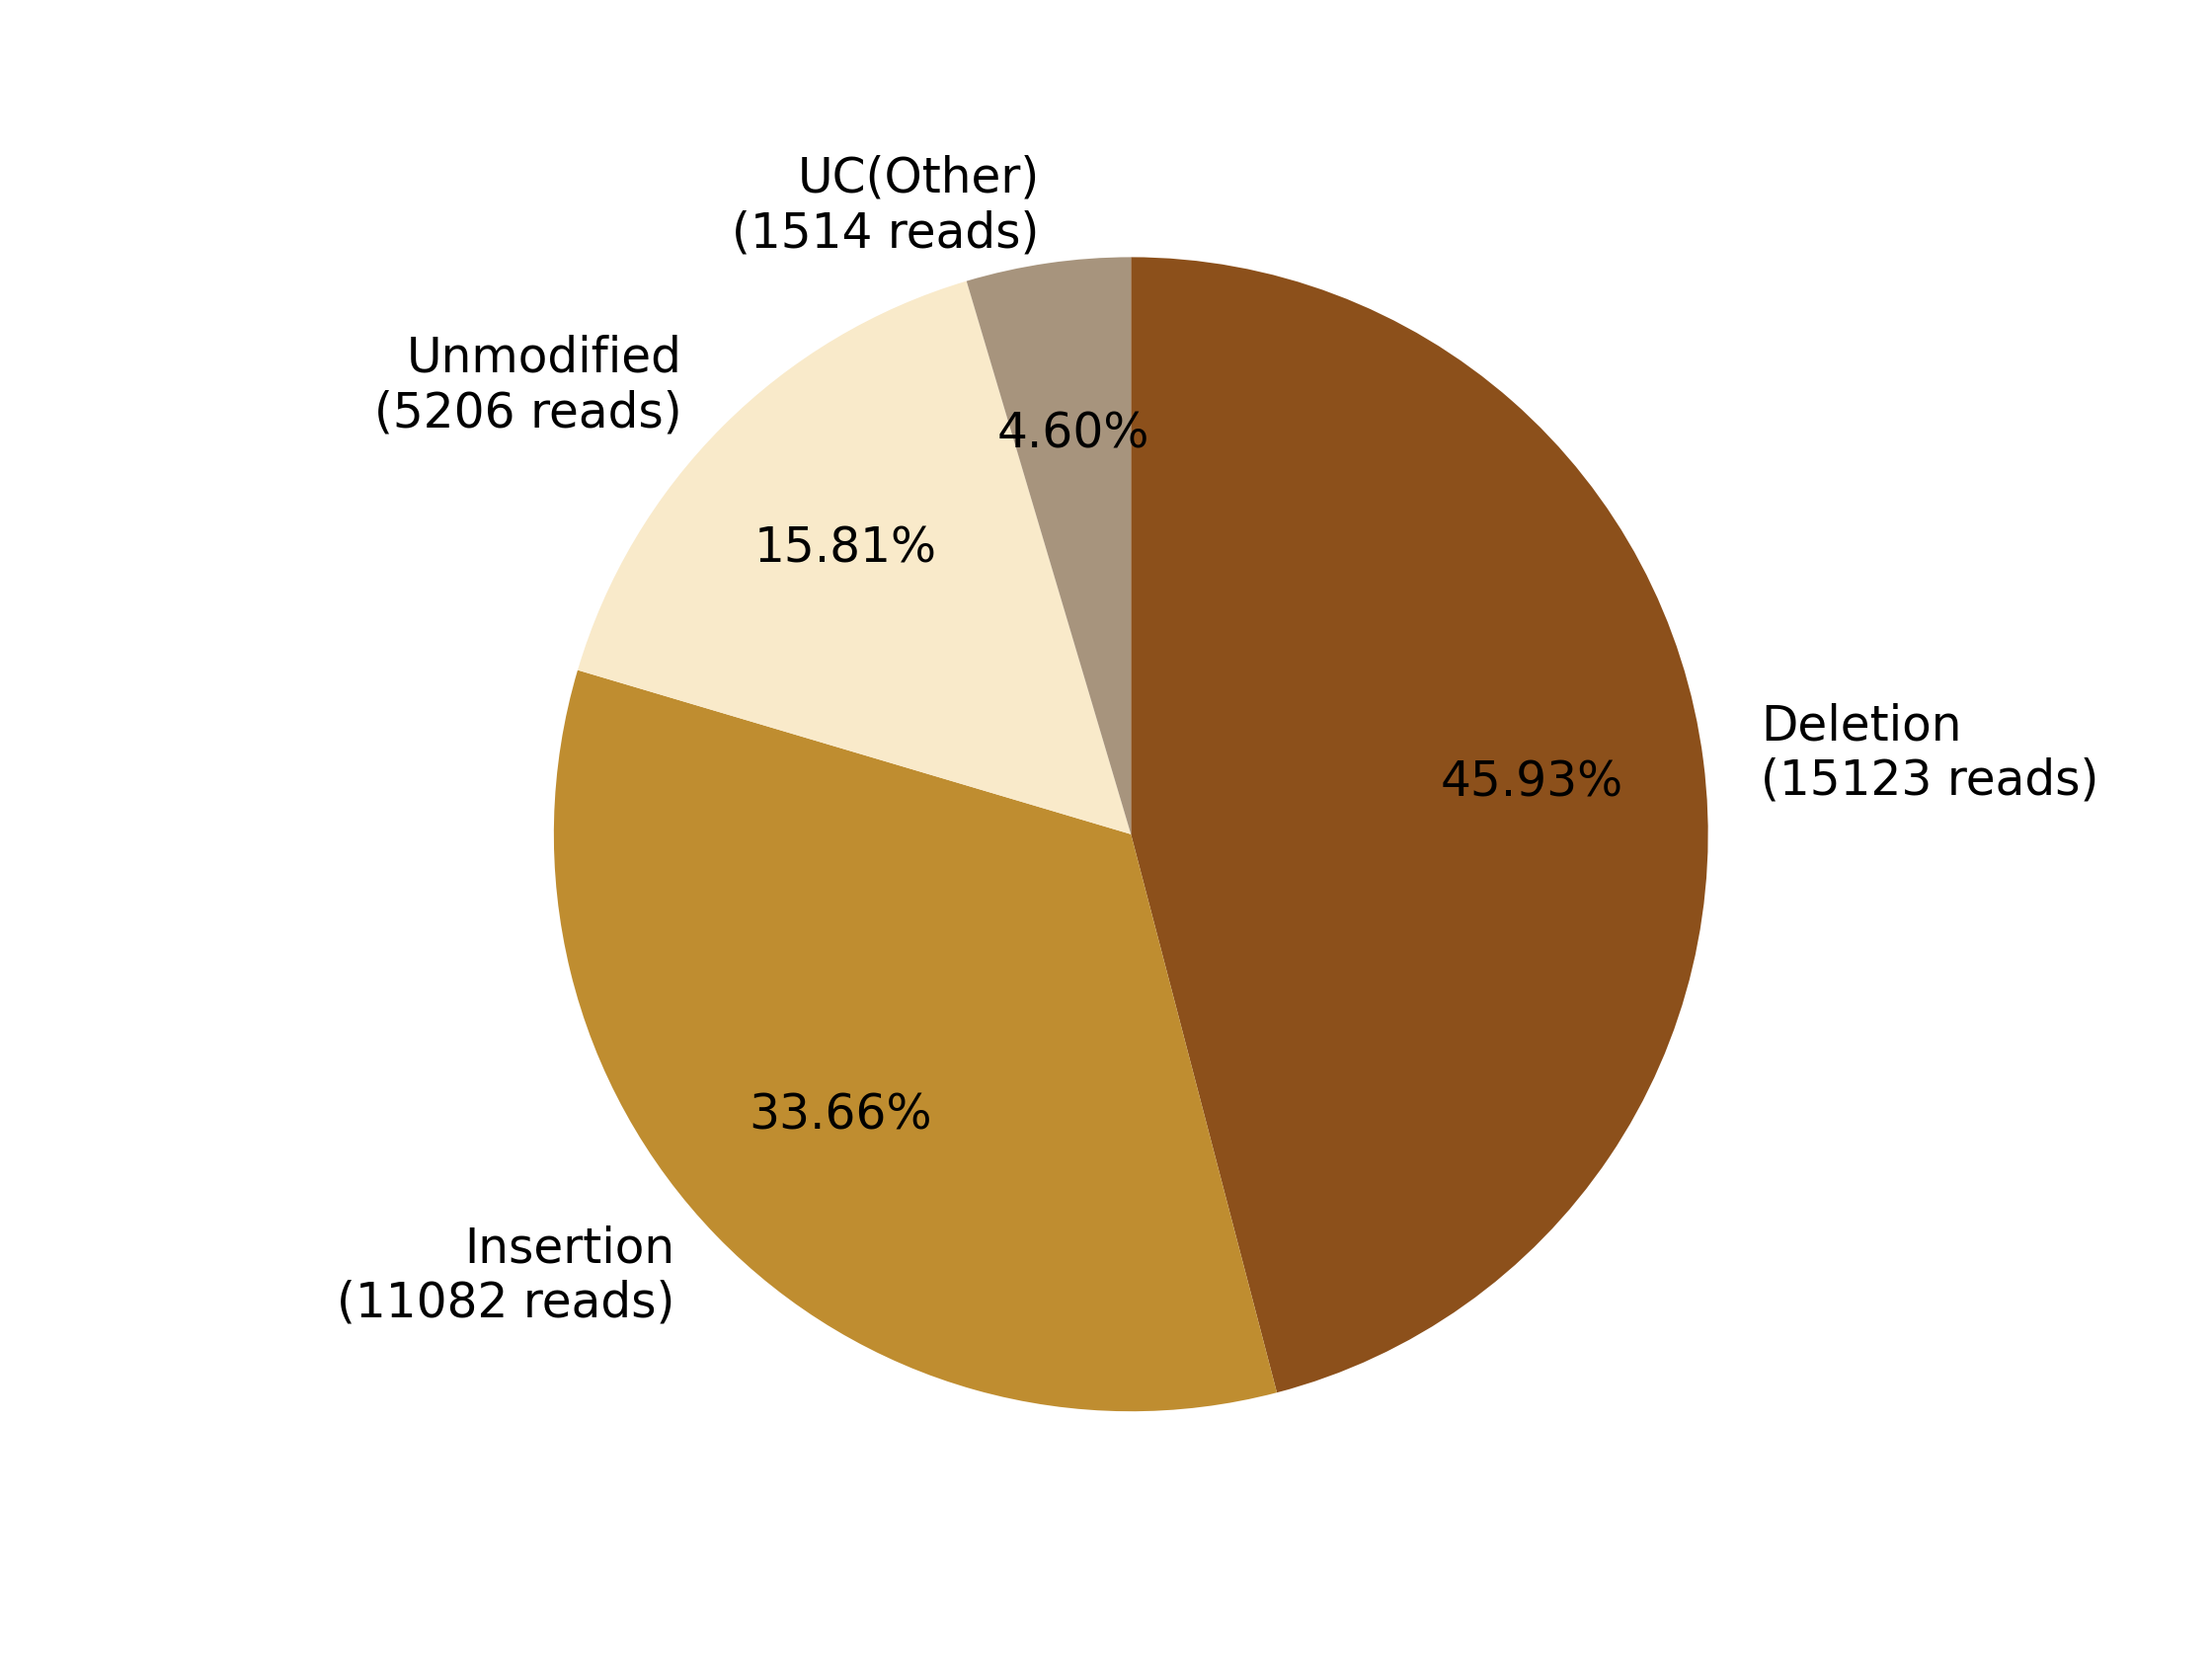 UC(Other)
(1514 reads)
Unmodified
(5206 reads)
4.60%
15.81%
Deletion
(15123 reads)
45.93%
33.66%
Insertion
(11082 reads)